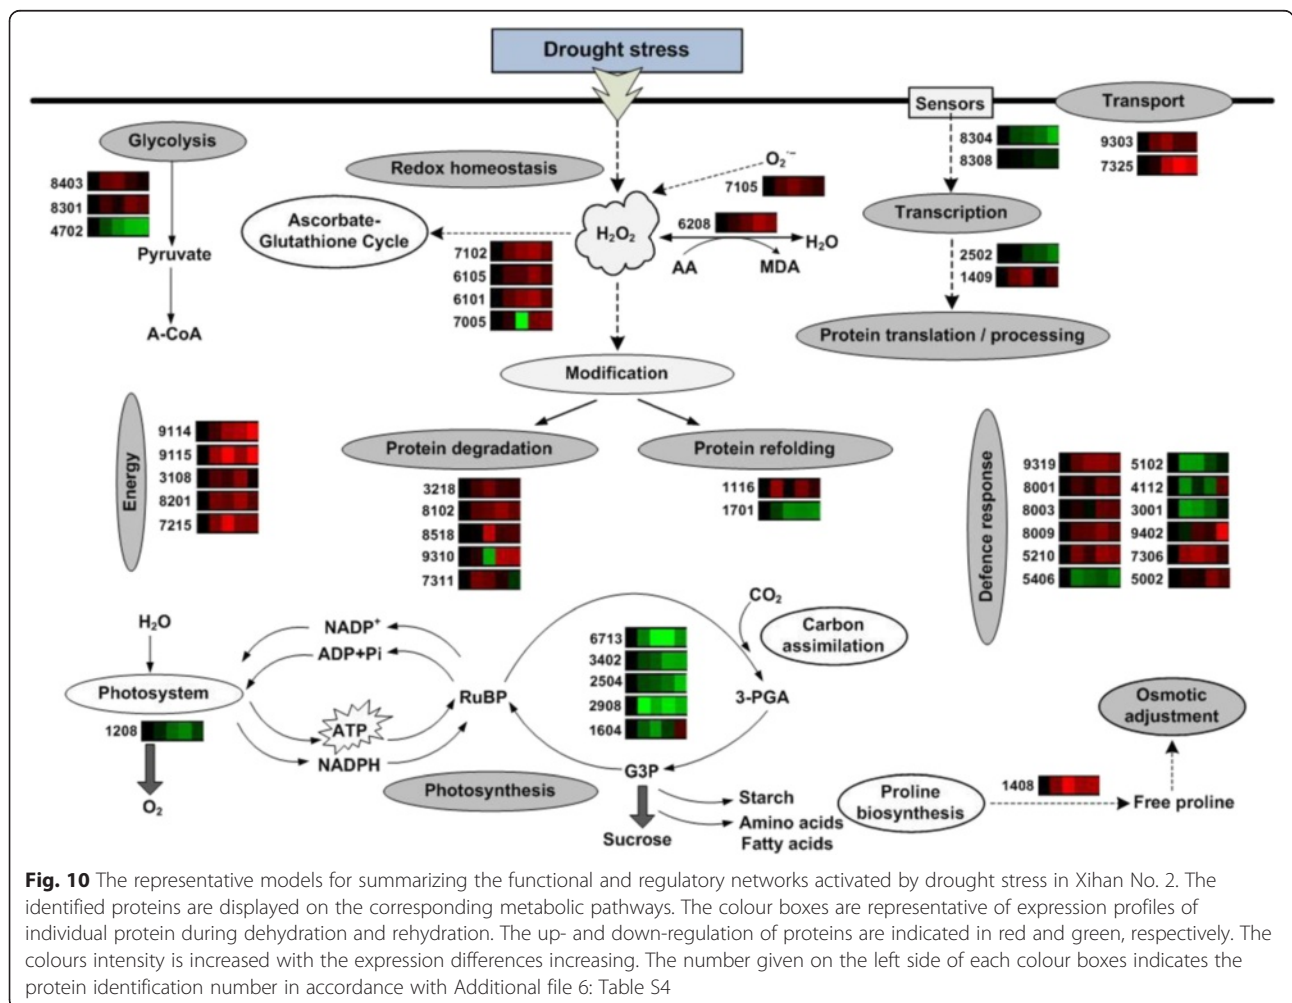 Drought stress
Sensors
Transport
Glycolysis
8403
8301
4702
Pyruvate
A-CoA
Redox homeostasis
Ascorbate-
Glutathione Cycle
7102
6105
6101
7005
H₂O₂
O₂·⁻
7105
6208
H₂O
AA
MDA
8304
8308
9303
7325
Transcription
2502
1409
Protein translation / processing
Modification
Protein degradation
Protein refolding
3218
8102
8518
9310
7311
1116
1701
Energy
9114
9115
3108
8201
7215
Defence response
9319
8001
8003
8009
5210
5406
5102
4112
3001
9402
7306
5002
H₂O
Photosystem
1208
O₂
NADP⁺
ADP+Pi
ATP
NADPH
RuBP
6713
3402
2504
2908
1604
CO₂
Carbon
assimilation
3-PGA
G3P
Photosynthesis
Sucrose
Starch
Amino acids
Fatty acids
Proline
biosynthesis
1408
Free proline
Osmotic
adjustment
Fig. 10 The representative models for summarizing the functional and regulatory networks activated by drought stress in Xihan No. 2. The
identified proteins are displayed on the corresponding metabolic pathways. The colour boxes are representative of expression profiles of
individual protein during dehydration and rehydration. The up- and down-regulation of proteins are indicated in red and green, respectively. The
colours intensity is increased with the expression differences increasing. The number given on the left side of each colour boxes indicates the
protein identification number in accordance with Additional file 6: Table S4